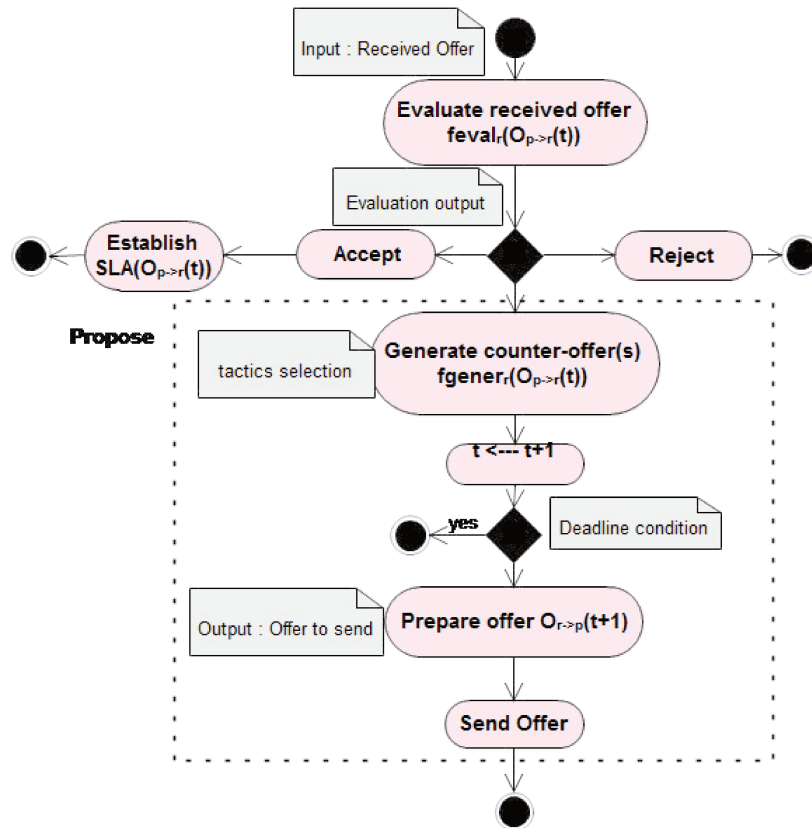 Input : Received Offer
Evaluate received offer
fevalᵣ(Oₚ₋>ᵣ(t))
Evaluation output
Establish
SLA(Oₚ₋>ᵣ(t))
Accept
Reject
Propose
Generate counter-offer(s)
fgenerᵣ(Oₚ₋>ᵣ(t))
tactics selection
t <--- t+1
yes
Deadline condition
Prepare offer Oᵣ₋>ₚ(t+1)
Output : Offer to send
Send Offer